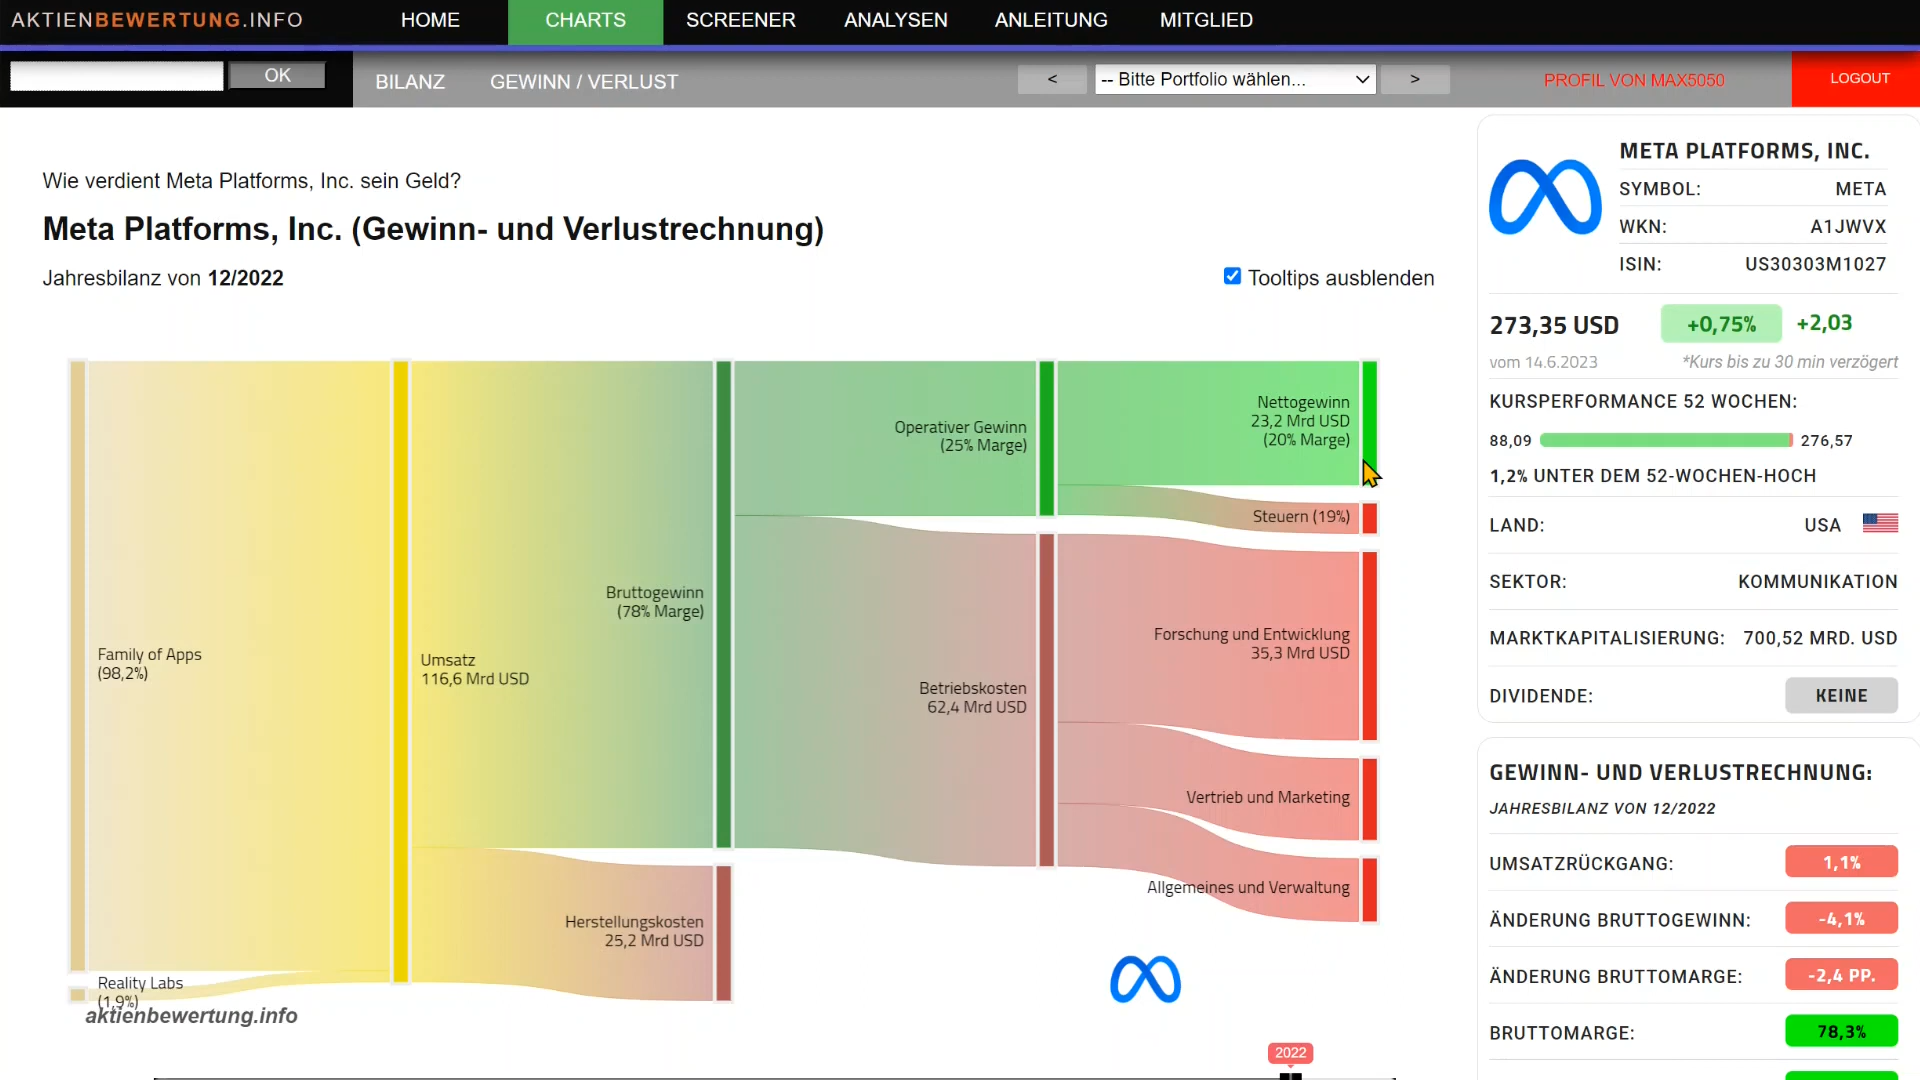 AKTIENBEWERTUNG.INFO
HOME
CHARTS
SCREENER
ANALYSEN
ANLEITUNG
MITGLIED
OK
BILANZ
GEWINN / VERLUST
<
-- Bitte Portfolio wählen...
>
PROFIL VON MAX5050
LOGOUT
Wie verdient Meta Platforms, Inc. sein Geld?
Meta Platforms, Inc. (Gewinn- und Verlustrechnung)
Jahresbilanz von 12/2022
Tooltips ausblenden
Family of Apps
(98,2%)
Reality Labs
(1,9%)
aktienbewertung.info
Umsatz
116,6 Mrd USD
Bruttogewinn
(78% Marge)
Herstellungskosten
25,2 Mrd USD
Operativer Gewinn
(25% Marge)
Betriebskosten
62,4 Mrd USD
Nettogewinn
23,2 Mrd USD
(20% Marge)
Steuern (19%)
Forschung und Entwicklung
35,3 Mrd USD
Vertrieb und Marketing
Allgemeines und Verwaltung
2022
META PLATFORMS, INC.
SYMBOL: META
WKN: A1JWVX
ISIN: US30303M1027
273,35 USD +0,75% +2,03
vom 14.6.2023 *Kurs bis zu 30 min verzögert
KURSPERFORMANCE 52 WOCHEN:
88,09 276,57
1,2% UNTER DEM 52-WOCHEN-HOCH
LAND: USA
SEKTOR: KOMMUNIKATION
MARKTKAPITALISIERUNG: 700,52 MRD. USD
DIVIDENDE: KEINE
GEWINN- UND VERLUSTRECHNUNG:
JAHRESBILANZ VON 12/2022
UMSATZRÜCKGANG: 1,1%
ÄNDERUNG BRUTTOGEWINN: -4,1%
ÄNDERUNG BRUTTOMARGE: -2,4 PP.
BRUTTOMARGE: 78,3%